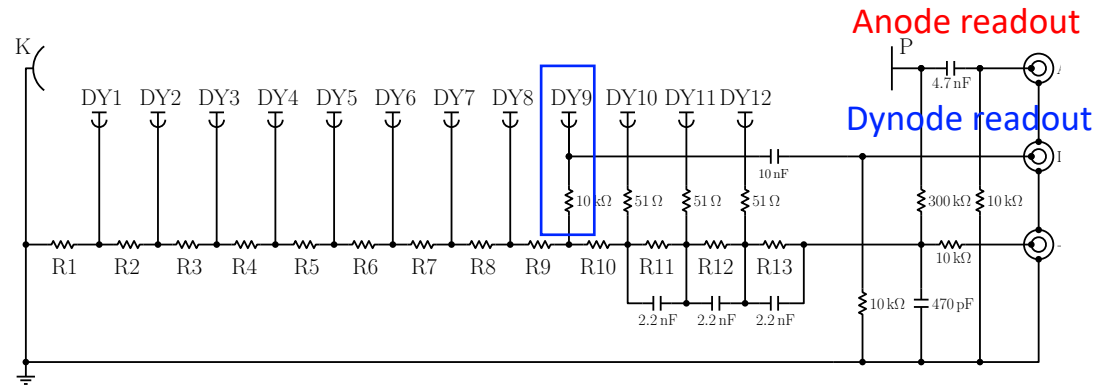 Anode readout
K
P
4.7 nF
DY1 DY2 DY3 DY4 DY5 DY6 DY7 DY8 DY9 DY10 DY11 DY12
Dynode readout
10 nF
10 kΩ 51 Ω 51 Ω 51 Ω 300 kΩ 10 kΩ
R1 R2 R3 R4 R5 R6 R7 R8 R9 R10 R11 R12 R13
10 kΩ
10 kΩ 470 pF
2.2 nF 2.2 nF 2.2 nF